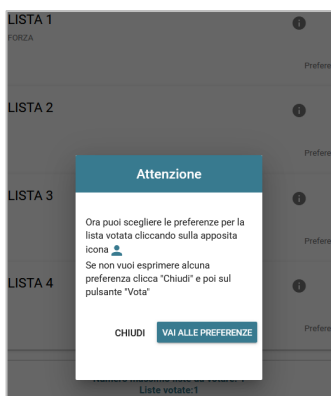 LISTA 1
FORZA
Prefere
LISTA 2
Prefere
Attenzione
LISTA 3
Ora puoi scegliere le preferenze per la
lista votata cliccando sulla apposita
icona
Prefere
Se non vuoi esprimere alcuna
preferenza clicca "Chiudi" e poi sul
pulsante "Vota"
LISTA 4
CHIUDI VAI ALLE PREFERENZE
Prefere
Liste votate:1